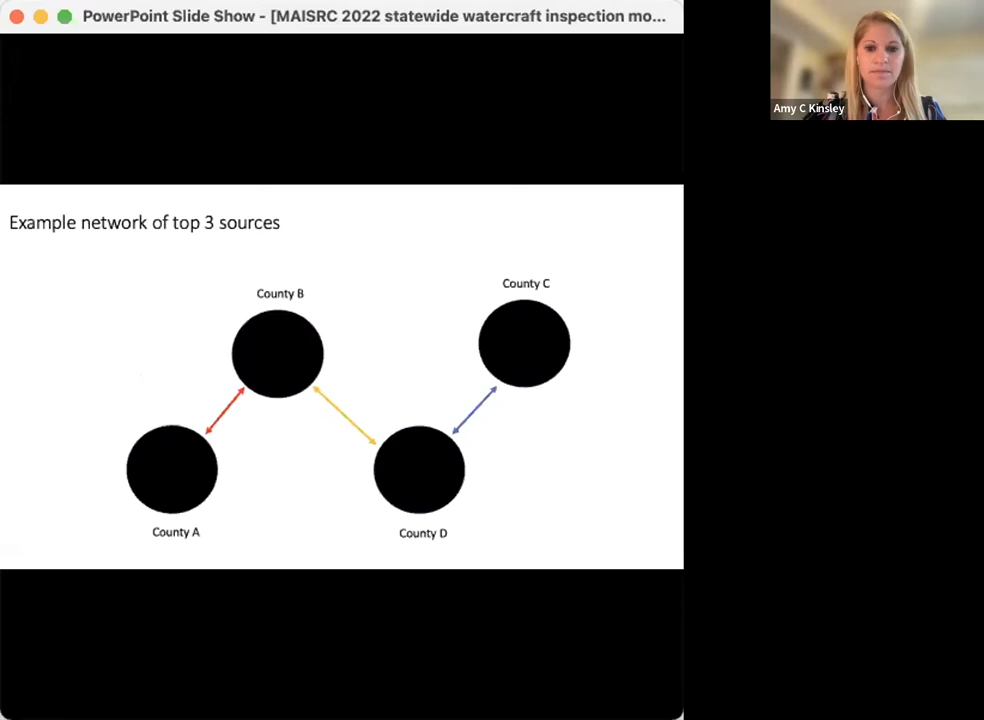 PowerPoint Slide Show - [MAISRC 2022 statewide watercraft inspection mo...
Amy C Kinsley
Example network of top 3 sources
County B
County C
County A
County D